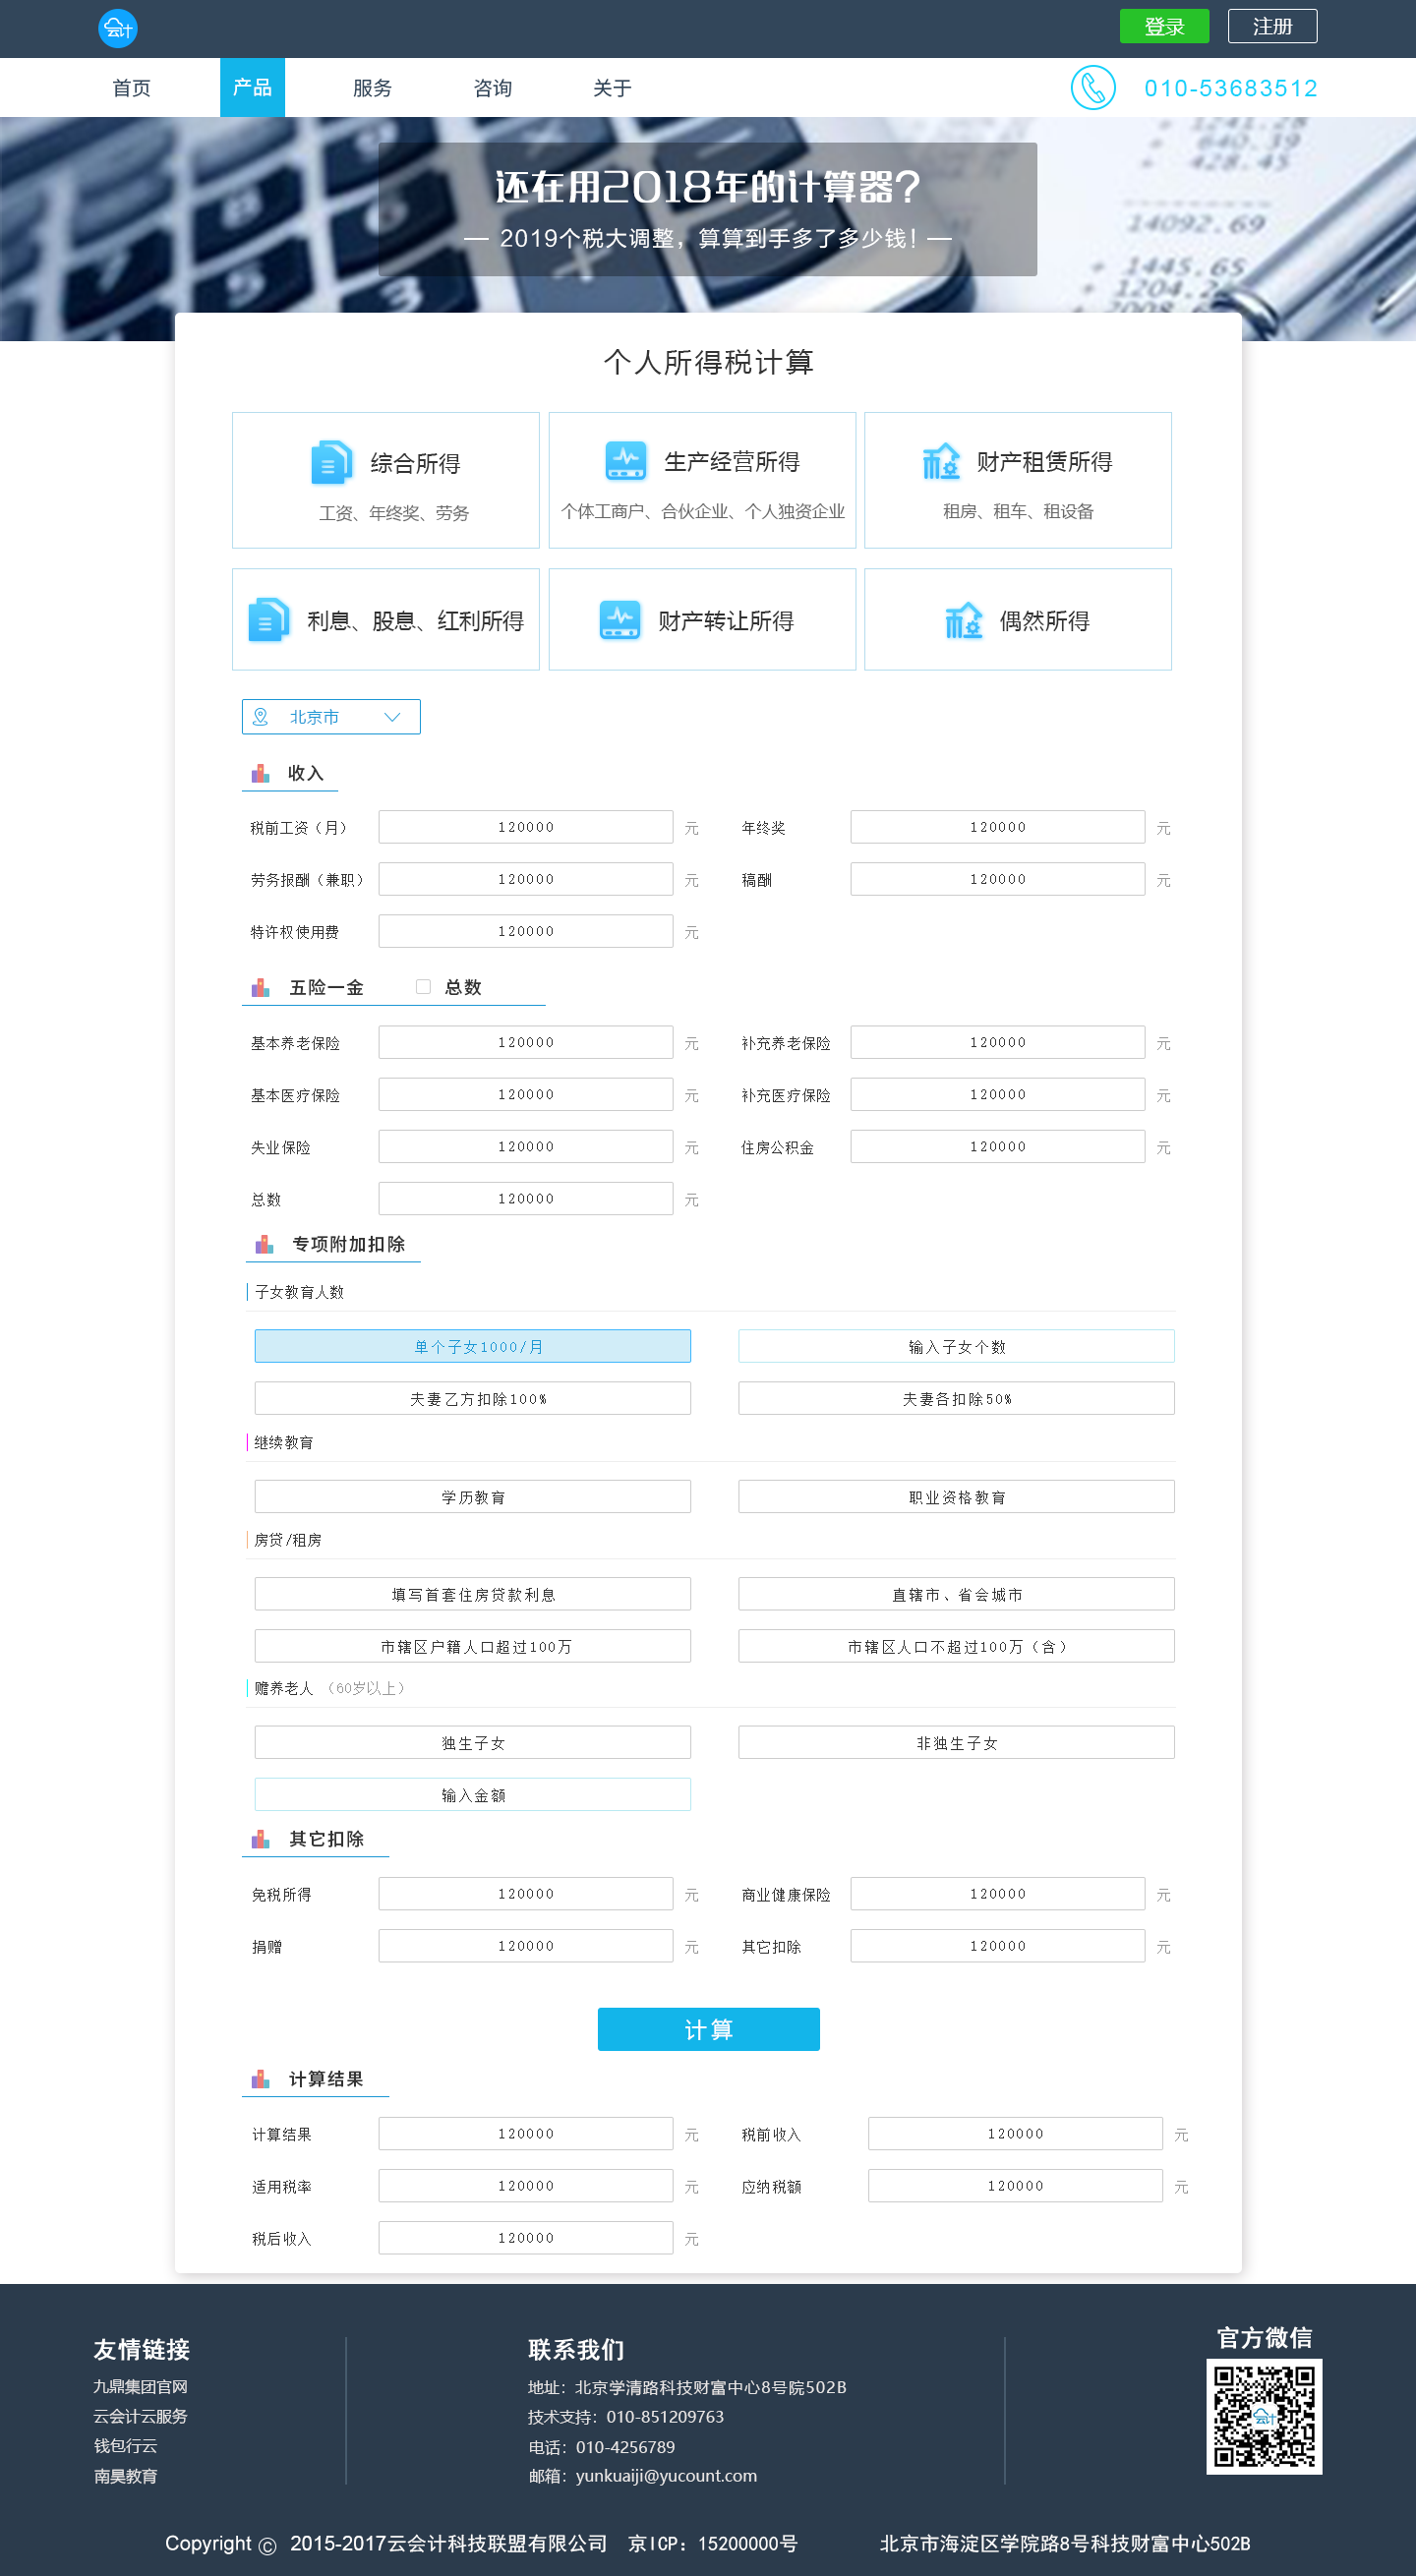 云计
登录 注册
首页 产品 服务 咨询 关于 010-53683512
1241.28
+ 640.39
+ 428.45
14092.69
+ 1445.65
+ 1204.2
还在用2018年的计算器？
— 2019个税大调整，算算到手多了多少钱！—
个人所得税计算
综合所得
工资、年终奖、劳务
生产经营所得
个体工商户、合伙企业、个人独资企业
财产租赁所得
租房、租车、租设备
利息、股息、红利所得
财产转让所得
偶然所得
北京市
收入
税前工资（月） 120000 元 年终奖 120000 元
劳务报酬（兼职） 120000 元 稿酬 120000 元
特许权使用费 120000 元
五险一金 总数
基本养老保险 120000 元 补充养老保险 120000 元
基本医疗保险 120000 元 补充医疗保险 120000 元
失业保险 120000 元 住房公积金 120000 元
总数 120000 元
专项附加扣除
子女教育人数
单个子女1000/月 输入子女个数
夫妻乙方扣除100% 夫妻各扣除50%
继续教育
学历教育 职业资格教育
房贷/租房
填写首套住房贷款利息 直辖市、省会城市
市辖区户籍人口超过100万 市辖区人口不超过100万（含）
赡养老人 （60岁以上）
独生子女 非独生子女
输入金额
其它扣除
免税所得 120000 元 商业健康保险 120000 元
捐赠 120000 元 其它扣除 120000 元
计算
计算结果
计算结果 120000 元 税前收入 120000 元
适用税率 120000 元 应纳税额 120000 元
税后收入 120000 元
友情链接
九鼎集团官网
云会计云服务
钱包行云
南昊教育
联系我们
地址：北京学清路科技财富中心8号院502B
技术支持：010-851209763
电话：010-4256789
邮箱：yunkuaiji@yucount.com
官方微信
云计
Copyright © 2015-2017云会计科技联盟有限公司 京ICP：15200000号 北京市海淀区学院路8号科技财富中心502B